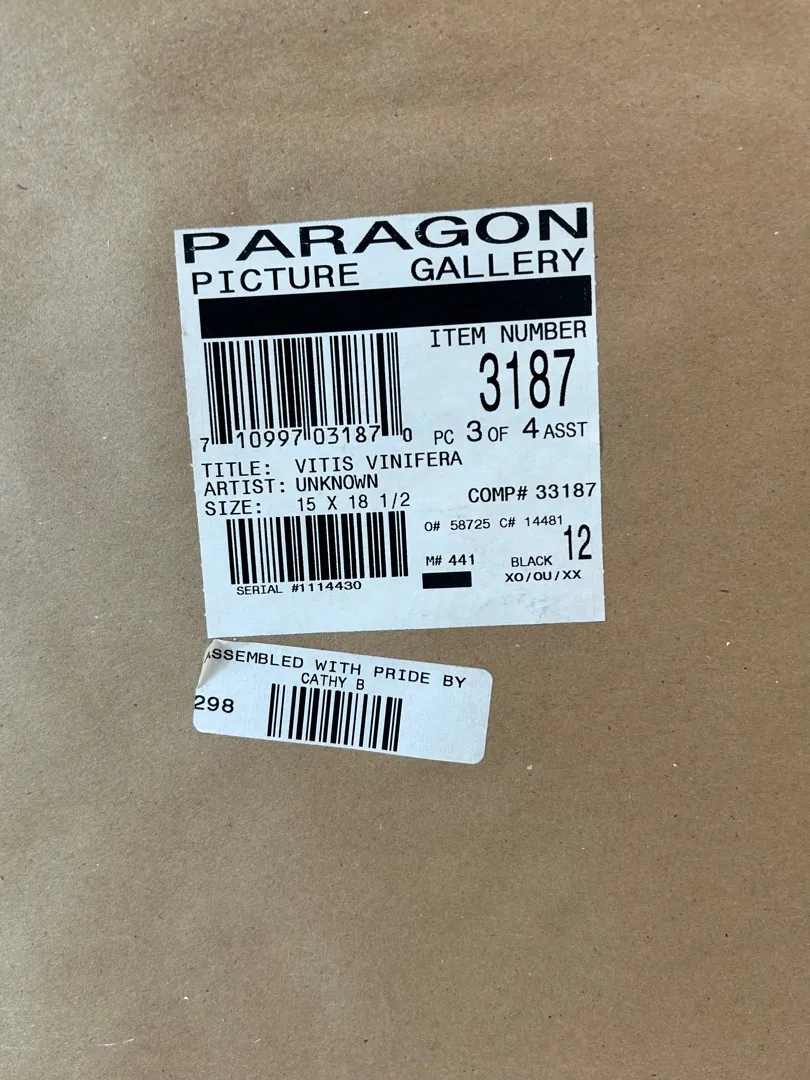 PARAGON
PICTURE GALLERY
ITEM NUMBER
3187
7 10997 03187 0
PC 3 OF 4 ASST
TITLE: VITIS VINIFERA
ARTIST: UNKNOWN
SIZE: 15 X 18 1/2
COMP# 33187
O# 58725 C# 14481
12
M# 441
BLACK
XO/OU/XX
SERIAL #1114430
ASSEMBLED WITH PRIDE BY
CATHY B
298